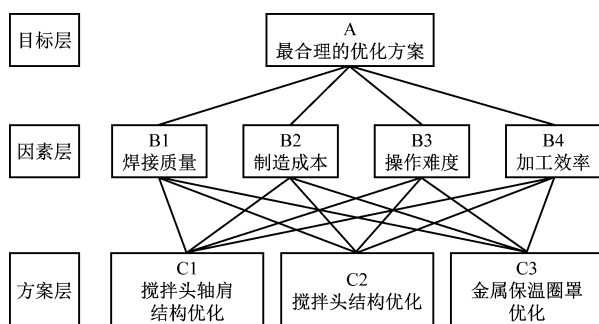 目标层
A
最合理的优化方案
因素层
B1
焊接质量
B2
制造成本
B3
操作难度
B4
加工效率
方案层
C1
搅拌头轴肩
结构优化
C2
搅拌头结构优化
C3
金属保温圈罩
优化